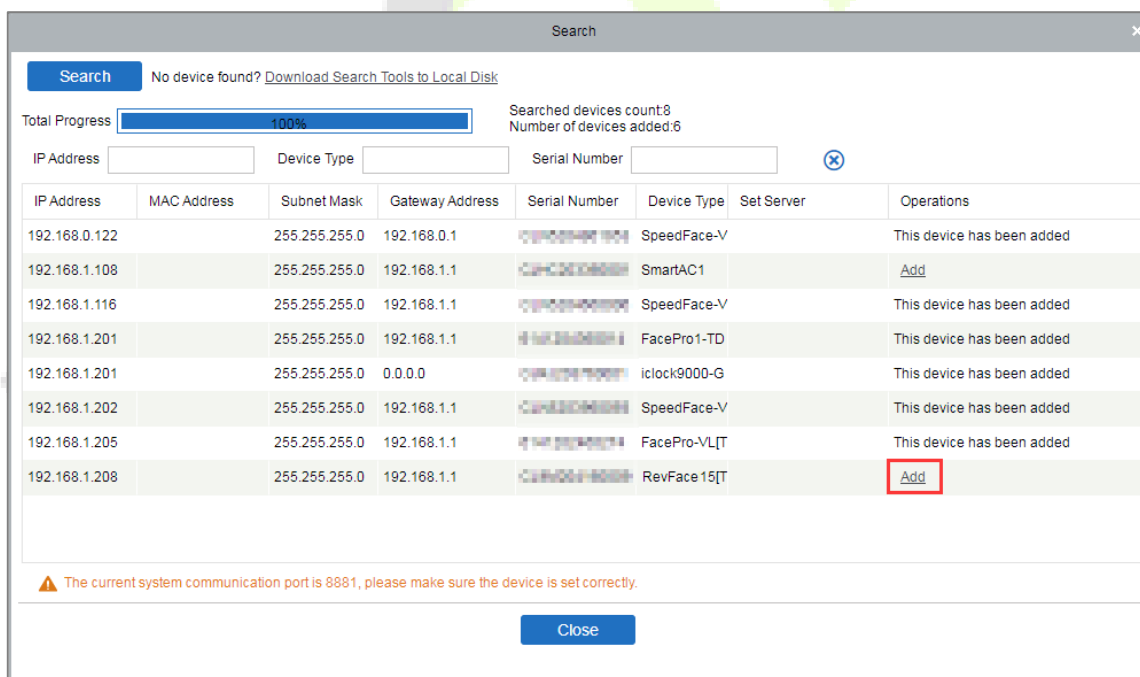 Search
Search No device found? Download Search Tools to Local Disk
Total Progress 100% Searched devices count:8
Number of devices added:6
IP Address Device Type Serial Number
IP Address MAC Address Subnet Mask Gateway Address Serial Number Device Type Set Server Operations
192.168.0.122 255.255.255.0 192.168.0.1 SpeedFace-V This device has been added
192.168.1.108 255.255.255.0 192.168.1.1 SmartAC1 Add
192.168.1.116 255.255.255.0 192.168.1.1 SpeedFace-V This device has been added
192.168.1.201 255.255.255.0 192.168.1.1 FacePro1-TD This device has been added
192.168.1.201 255.255.255.0 0.0.0.0 iclock9000-G This device has been added
192.168.1.202 255.255.255.0 192.168.1.1 SpeedFace-V This device has been added
192.168.1.205 255.255.255.0 192.168.1.1 FacePro-VL[T This device has been added
192.168.1.208 255.255.255.0 192.168.1.1 RevFace15[T Add
The current system communication port is 8881, please make sure the device is set correctly.
Close